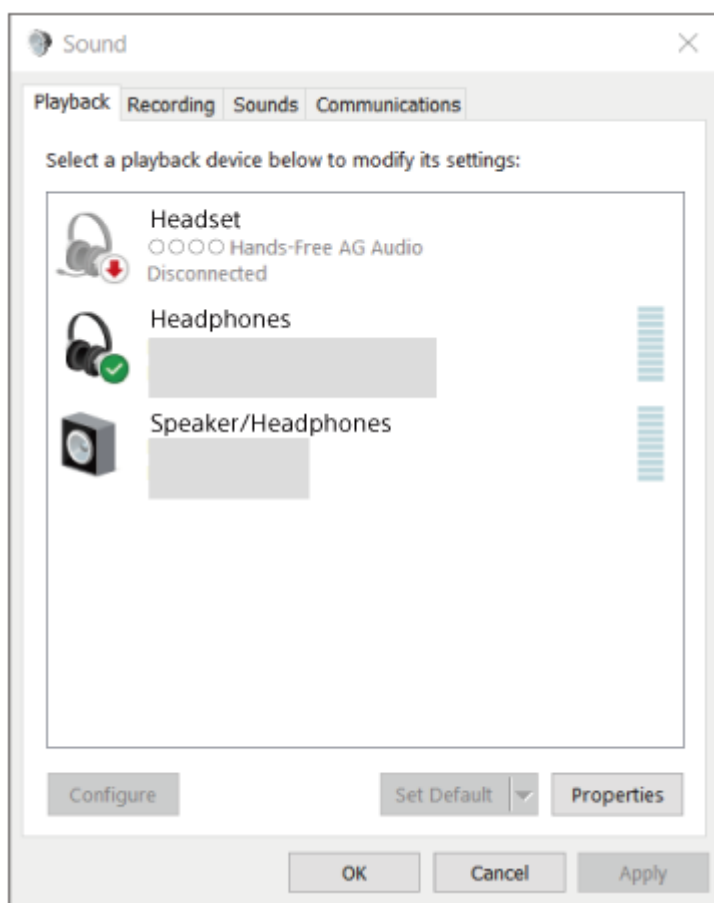 Sound
Playback Recording Sounds Communications
Select a playback device below to modify its settings:
Headset
○○○○ Hands-Free AG Audio
Disconnected
Headphones
Speaker/Headphones
Configure Set Default Properties
OK Cancel Apply